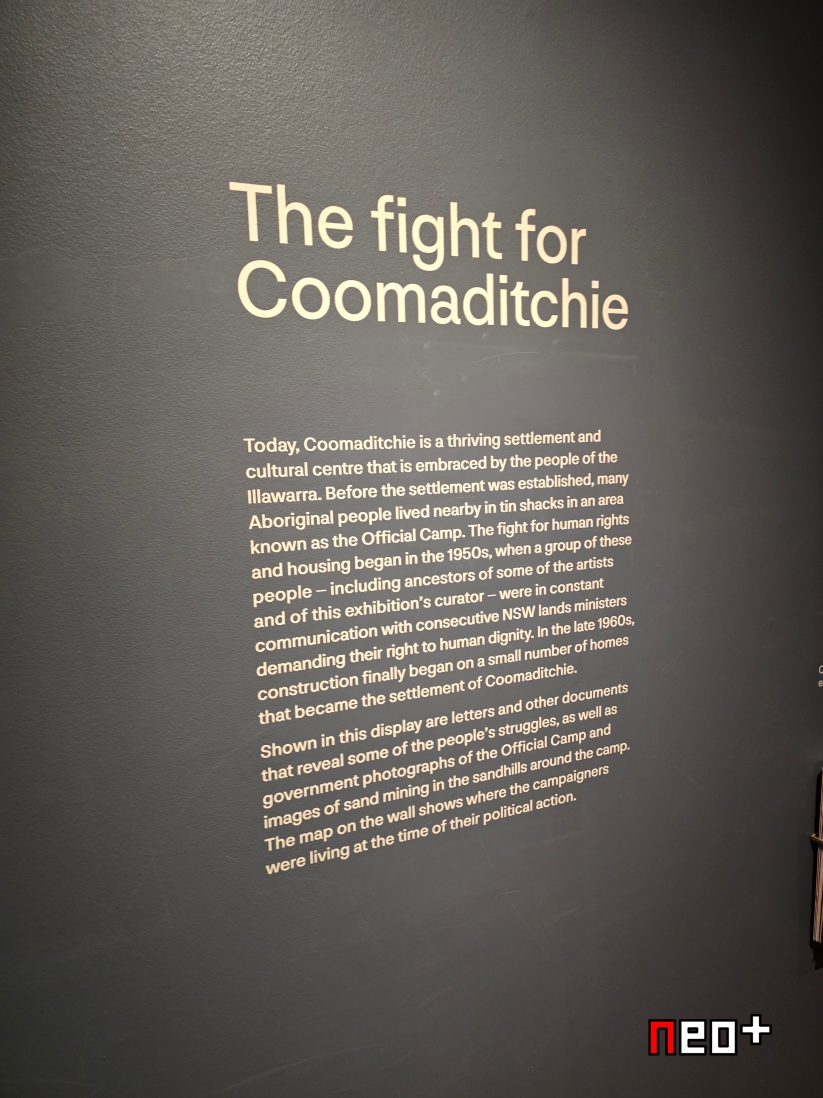 The fight for
Coomaditchie
Today, Coomaditchie is a thriving settlement and
cultural centre that is embraced by the people of the
Illawarra. Before the settlement was established, many
Aboriginal people lived nearby in tin shacks in an area
known as the Official Camp. The fight for human rights
and housing began in the 1950s, when a group of these
people – including ancestors of some of the artists
and of this exhibition's curator – were in constant
communication with consecutive NSW lands ministers
demanding their right to human dignity. In the late 1960s,
construction finally began on a small number of homes
that became the settlement of Coomaditchie.
Shown in this display are letters and other documents
that reveal some of the people's struggles, as well as
government photographs of the Official Camp and
images of sand mining in the sandhills around the camp.
The map on the wall shows where the campaigners
were living at the time of their political action.
neo+